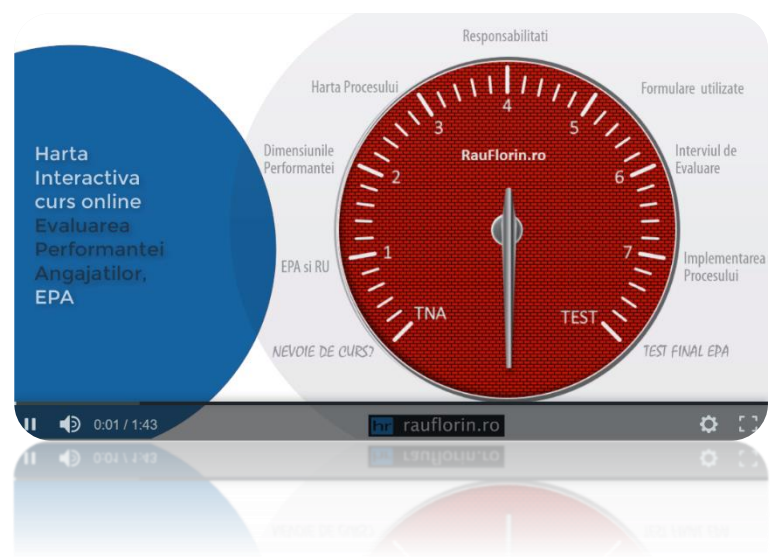 Harta
Interactiva
curs online
Evaluarea
Performantei
Angajatilor,
EPA
Responsabilitati
Harta Procesului
Formulare utilizate
Dimensiunile
Performantei
Interviul de
Evaluare
EPA si RU
Implementarea
Procesului
NEVOIE DE CURS?
TEST FINAL EPA
4
3
5
RauFlorin.ro
2
6
1
7
TNA
TEST
0:01 / 1:43
hr rauflorin.ro